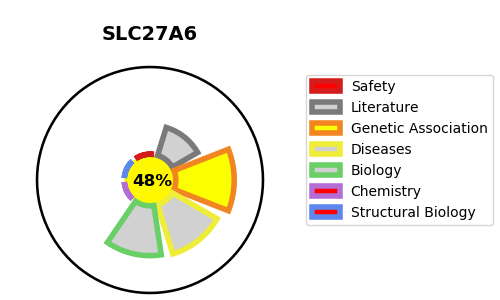 SLC27A6
48%
Safety
Literature
Genetic Association
Diseases
Biology
Chemistry
Structural Biology